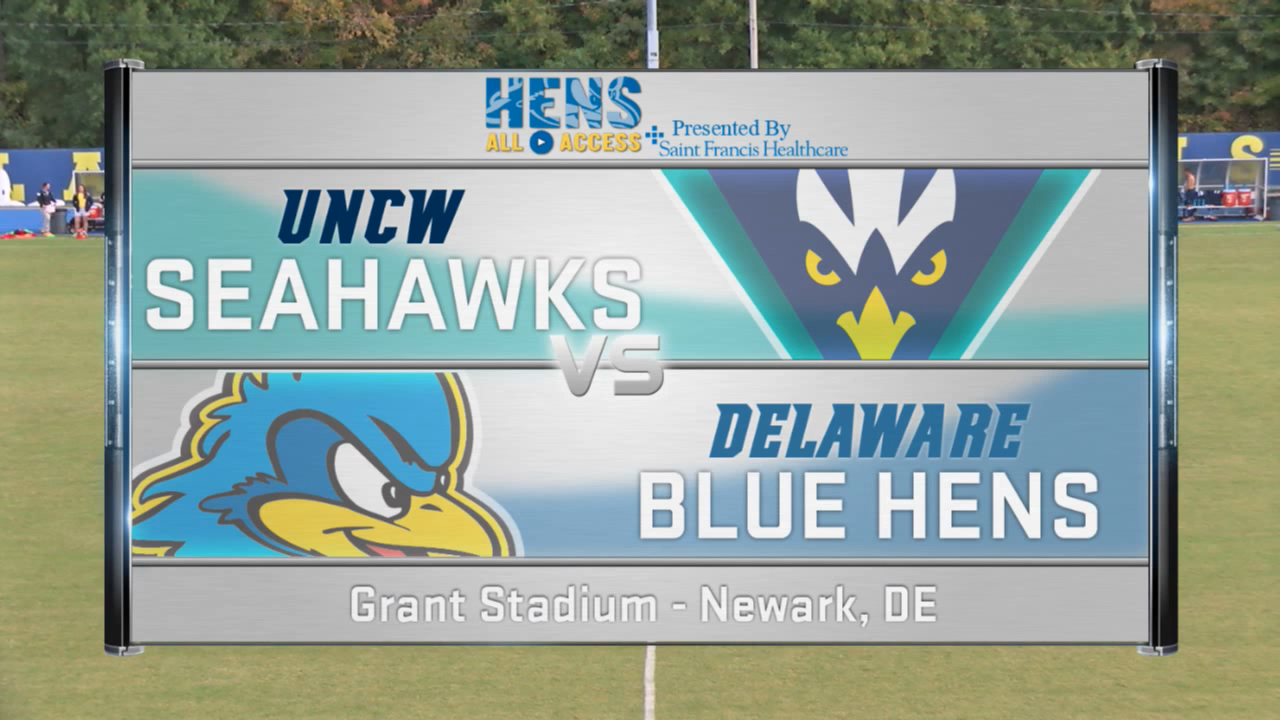 HENS
ALL ACCESS
Presented By
Saint Francis Healthcare
UNCW
SEAHAWKS
VS
DELAWARE
BLUE HENS
Grant Stadium - Newark, DE